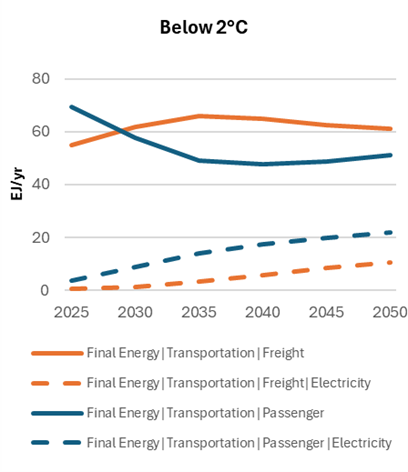 Below 2°C
80
60
40
20
0
EJ/yr
2025 2030 2035 2040 2045 2050
Final Energy|Transportation|Freight
Final Energy|Transportation|Freight|Electricity
Final Energy|Transportation|Passenger
Final Energy|Transportation|Passenger|Electricity